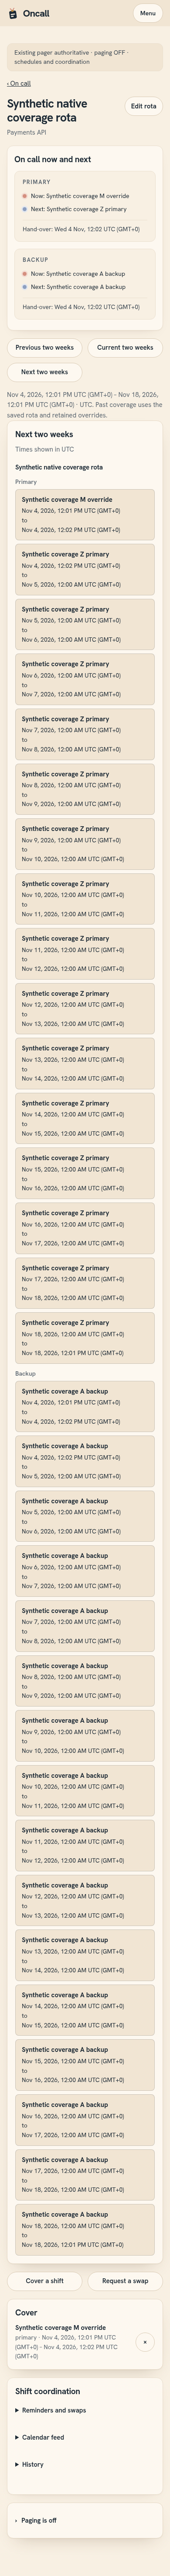 Oncall
Menu
Existing pager authoritative · paging OFF ·
schedules and coordination
‹ On call
Synthetic native
coverage rota
Edit rota
Payments API
On call now and next
PRIMARY
Now: Synthetic coverage M override
Next: Synthetic coverage Z primary
Hand-over: Wed 4 Nov, 12:02 UTC (GMT+0)
BACKUP
Now: Synthetic coverage A backup
Next: Synthetic coverage A backup
Hand-over: Wed 4 Nov, 12:02 UTC (GMT+0)
Previous two weeks
Current two weeks
Next two weeks
Nov 4, 2026, 12:01 PM UTC (GMT+0) – Nov 18, 2026,
12:01 PM UTC (GMT+0) · UTC. Past coverage uses the
saved rota and retained overrides.
Next two weeks
Times shown in UTC
Synthetic native coverage rota
Primary
Synthetic coverage M override
Nov 4, 2026, 12:01 PM UTC (GMT+0)
to
Nov 4, 2026, 12:02 PM UTC (GMT+0)
Synthetic coverage Z primary
Nov 4, 2026, 12:02 PM UTC (GMT+0)
to
Nov 5, 2026, 12:00 AM UTC (GMT+0)
Synthetic coverage Z primary
Nov 5, 2026, 12:00 AM UTC (GMT+0)
to
Nov 6, 2026, 12:00 AM UTC (GMT+0)
Synthetic coverage Z primary
Nov 6, 2026, 12:00 AM UTC (GMT+0)
to
Nov 7, 2026, 12:00 AM UTC (GMT+0)
Synthetic coverage Z primary
Nov 7, 2026, 12:00 AM UTC (GMT+0)
to
Nov 8, 2026, 12:00 AM UTC (GMT+0)
Synthetic coverage Z primary
Nov 8, 2026, 12:00 AM UTC (GMT+0)
to
Nov 9, 2026, 12:00 AM UTC (GMT+0)
Synthetic coverage Z primary
Nov 9, 2026, 12:00 AM UTC (GMT+0)
to
Nov 10, 2026, 12:00 AM UTC (GMT+0)
Synthetic coverage Z primary
Nov 10, 2026, 12:00 AM UTC (GMT+0)
to
Nov 11, 2026, 12:00 AM UTC (GMT+0)
Synthetic coverage Z primary
Nov 11, 2026, 12:00 AM UTC (GMT+0)
to
Nov 12, 2026, 12:00 AM UTC (GMT+0)
Synthetic coverage Z primary
Nov 12, 2026, 12:00 AM UTC (GMT+0)
to
Nov 13, 2026, 12:00 AM UTC (GMT+0)
Synthetic coverage Z primary
Nov 13, 2026, 12:00 AM UTC (GMT+0)
to
Nov 14, 2026, 12:00 AM UTC (GMT+0)
Synthetic coverage Z primary
Nov 14, 2026, 12:00 AM UTC (GMT+0)
to
Nov 15, 2026, 12:00 AM UTC (GMT+0)
Synthetic coverage Z primary
Nov 15, 2026, 12:00 AM UTC (GMT+0)
to
Nov 16, 2026, 12:00 AM UTC (GMT+0)
Synthetic coverage Z primary
Nov 16, 2026, 12:00 AM UTC (GMT+0)
to
Nov 17, 2026, 12:00 AM UTC (GMT+0)
Synthetic coverage Z primary
Nov 17, 2026, 12:00 AM UTC (GMT+0)
to
Nov 18, 2026, 12:00 AM UTC (GMT+0)
Synthetic coverage Z primary
Nov 18, 2026, 12:00 AM UTC (GMT+0)
to
Nov 18, 2026, 12:01 PM UTC (GMT+0)
Backup
Synthetic coverage A backup
Nov 4, 2026, 12:01 PM UTC (GMT+0)
to
Nov 4, 2026, 12:02 PM UTC (GMT+0)
Synthetic coverage A backup
Nov 4, 2026, 12:02 PM UTC (GMT+0)
to
Nov 5, 2026, 12:00 AM UTC (GMT+0)
Synthetic coverage A backup
Nov 5, 2026, 12:00 AM UTC (GMT+0)
to
Nov 6, 2026, 12:00 AM UTC (GMT+0)
Synthetic coverage A backup
Nov 6, 2026, 12:00 AM UTC (GMT+0)
to
Nov 7, 2026, 12:00 AM UTC (GMT+0)
Synthetic coverage A backup
Nov 7, 2026, 12:00 AM UTC (GMT+0)
to
Nov 8, 2026, 12:00 AM UTC (GMT+0)
Synthetic coverage A backup
Nov 8, 2026, 12:00 AM UTC (GMT+0)
to
Nov 9, 2026, 12:00 AM UTC (GMT+0)
Synthetic coverage A backup
Nov 9, 2026, 12:00 AM UTC (GMT+0)
to
Nov 10, 2026, 12:00 AM UTC (GMT+0)
Synthetic coverage A backup
Nov 10, 2026, 12:00 AM UTC (GMT+0)
to
Nov 11, 2026, 12:00 AM UTC (GMT+0)
Synthetic coverage A backup
Nov 11, 2026, 12:00 AM UTC (GMT+0)
to
Nov 12, 2026, 12:00 AM UTC (GMT+0)
Synthetic coverage A backup
Nov 12, 2026, 12:00 AM UTC (GMT+0)
to
Nov 13, 2026, 12:00 AM UTC (GMT+0)
Synthetic coverage A backup
Nov 13, 2026, 12:00 AM UTC (GMT+0)
to
Nov 14, 2026, 12:00 AM UTC (GMT+0)
Synthetic coverage A backup
Nov 14, 2026, 12:00 AM UTC (GMT+0)
to
Nov 15, 2026, 12:00 AM UTC (GMT+0)
Synthetic coverage A backup
Nov 15, 2026, 12:00 AM UTC (GMT+0)
to
Nov 16, 2026, 12:00 AM UTC (GMT+0)
Synthetic coverage A backup
Nov 16, 2026, 12:00 AM UTC (GMT+0)
to
Nov 17, 2026, 12:00 AM UTC (GMT+0)
Synthetic coverage A backup
Nov 17, 2026, 12:00 AM UTC (GMT+0)
to
Nov 18, 2026, 12:00 AM UTC (GMT+0)
Synthetic coverage A backup
Nov 18, 2026, 12:00 AM UTC (GMT+0)
to
Nov 18, 2026, 12:01 PM UTC (GMT+0)
Cover a shift
Request a swap
Cover
Synthetic coverage M override
primary · Nov 4, 2026, 12:01 PM UTC
(GMT+0) – Nov 4, 2026, 12:02 PM UTC
(GMT+0)
×
Shift coordination
Reminders and swaps
Calendar feed
History
› Paging is off